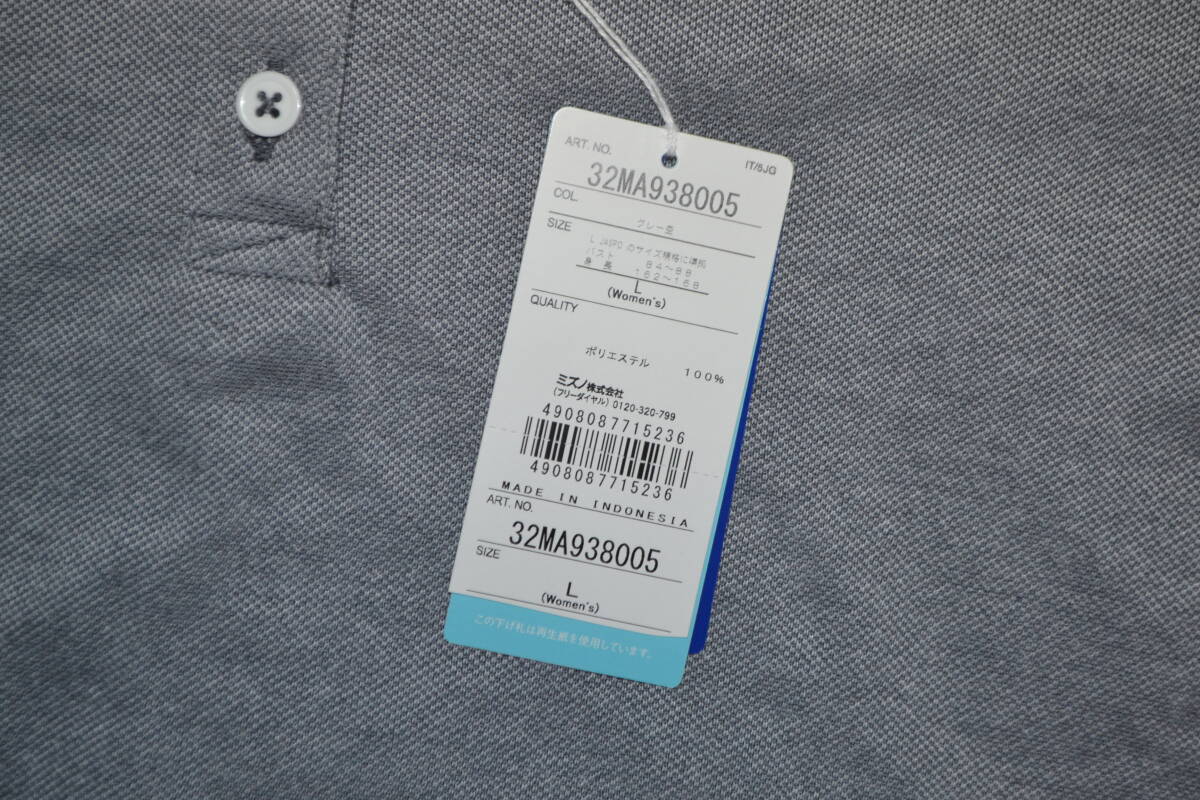 ART. NO.
IT/5JG
32MA938005
COL.
グレー杢
SIZE
L JASPO のサイズ規格に準拠
バスト 84～88
身長 162～168
L
(Women's)
QUALITY
ポリエステル 100%
ミズノ株式会社
(フリーダイヤル) 0120-320-799
4908087715236
4908087715236
MADE IN INDONESIA
ART. NO.
32MA938005
SIZE
L
(Women's)
この下げ札は再生紙を使用しています。